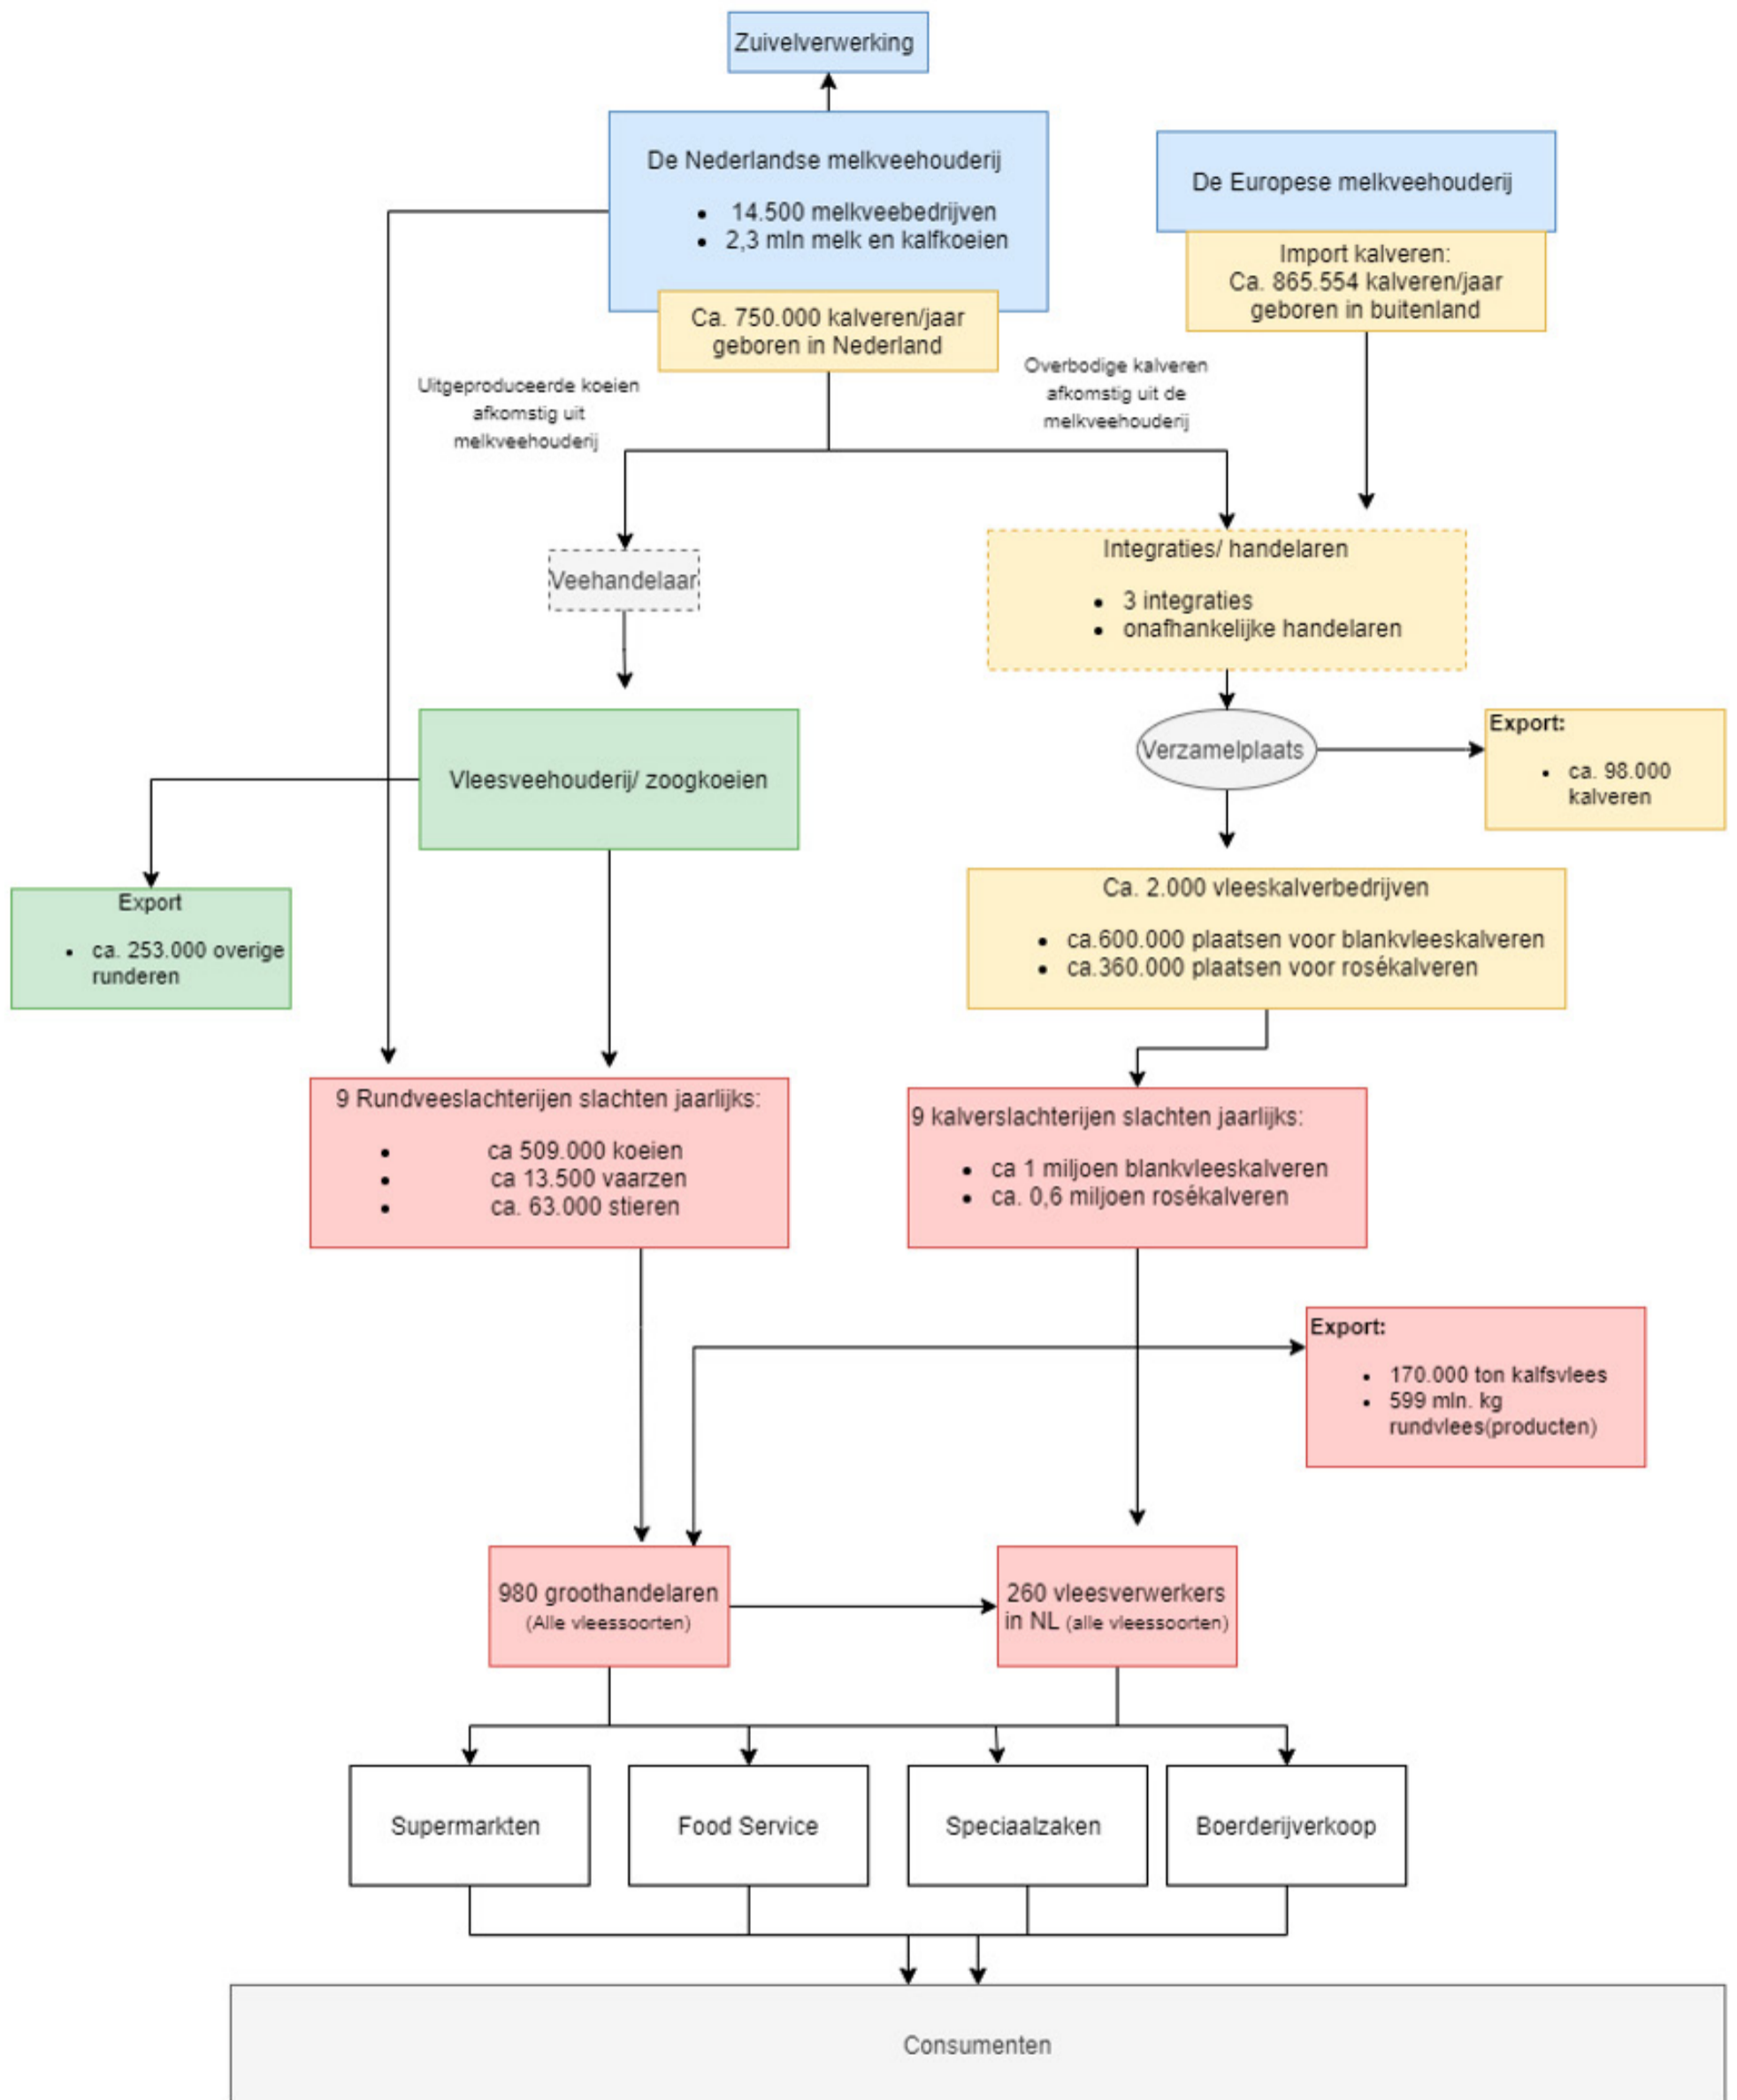 Zuivelverwerking
De Nederlandse melkveehouderij
• 14.500 melkveebedrijven
• 2,3 mln melk en kalfkoeien
De Europese melkveehouderij
Import kalveren:
Ca. 865.554 kalveren/jaar
geboren in buitenland
Ca. 750.000 kalveren/jaar
geboren in Nederland
Uitgeproduceerde koeien
afkomstig uit
melkveehouderij
Overbodige kalveren
afkomstig uit de
melkveehouderij
Veehandelaar
Integraties/ handelaren
• 3 integraties
• onafhankelijke handelaren
Vleesveehouderij/ zoogkoeien
Verzamelplaats
Export:
• ca. 98.000
kalveren
Export
• ca. 253.000 overige
runderen
Ca. 2.000 vleeskalverbedrijven
• ca.600.000 plaatsen voor blankvleeskalveren
• ca.360.000 plaatsen voor rosékalveren
9 Rundveeslachterijen slachten jaarlijks:
• ca 509.000 koeien
• ca 13.500 vaarzen
• ca. 63.000 stieren
9 kalverslachterijen slachten jaarlijks:
• ca 1 miljoen blankvleeskalveren
• ca. 0,6 miljoen rosékalveren
Export:
• 170.000 ton kalfsvlees
• 599 mln. kg
rundvlees(producten)
980 groothandelaren
(Alle vleessoorten)
260 vleesverwerkers
in NL (alle vleessoorten)
Supermarkten
Food Service
Speciaalzaken
Boerderijverkoop
Consumenten